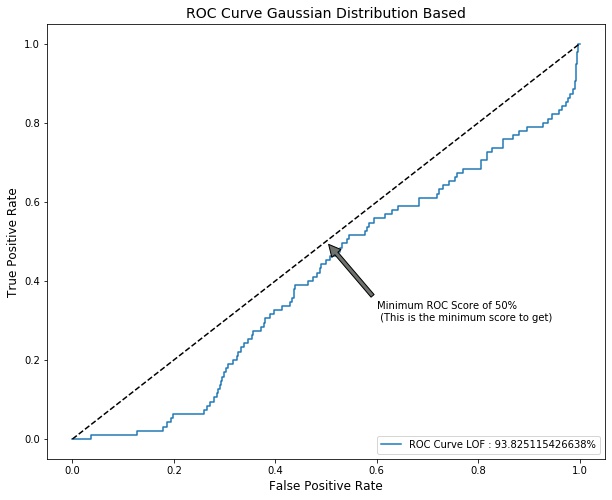 ROC Curve Gaussian Distribution Based
1.0
0.8
0.6
0.4
0.2
0.0
True Positive Rate
Minimum ROC Score of 50%
(This is the minimum score to get)
ROC Curve LOF : 93.825115426638%
0.0 0.2 0.4 0.6 0.8 1.0
False Positive Rate